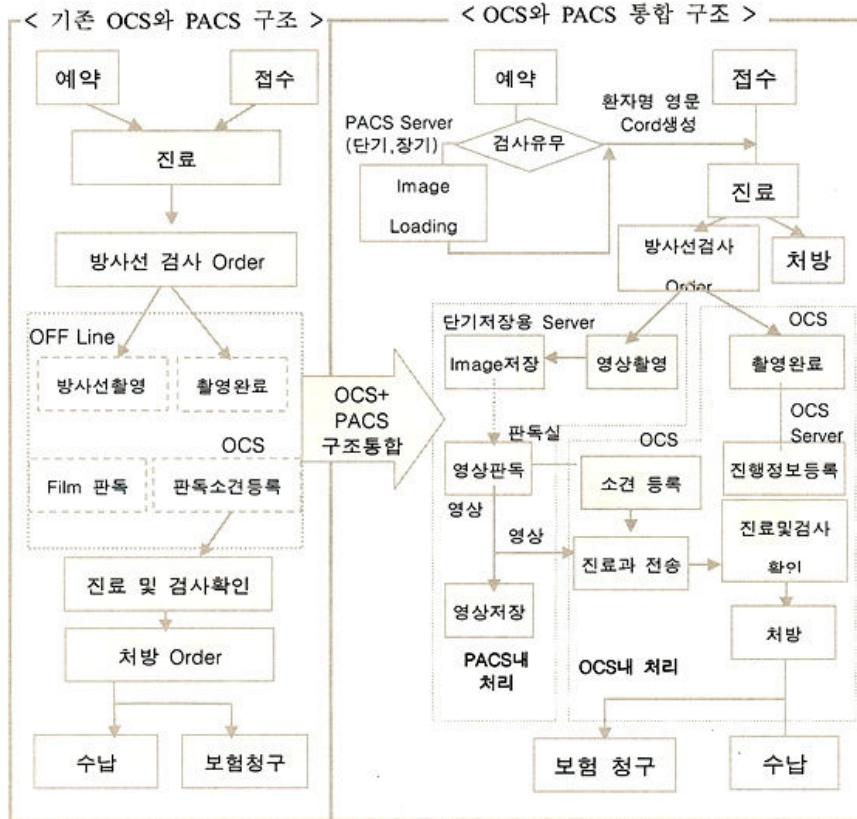 < 기존 OCS와 PACS 구조 >
예약
접수
진료
방사선 검사 Order
OFF Line
방사선촬영
촬영완료
OCS
Film 판독
판독소견등록
진료 및 검사확인
처방 Order
수납
보험청구
OCS+
PACS
구조통합
< OCS와 PACS 통합 구조 >
예약
접수
환자명 영문
Cord생성
PACS Server
(단기,장기)
검사유무
Image
Loading
진료
방사선검사
Order
처방
단기저장용 Server
OCS
Image저장
영상촬영
촬영완료
OCS
Server
판독실
OCS
영상판독
소견 등록
진행정보등록
영상
영상
진료과 전송
진료및검사
확인
영상저장
처방
PACS내
처리
OCS내 처리
보험 청구
수납